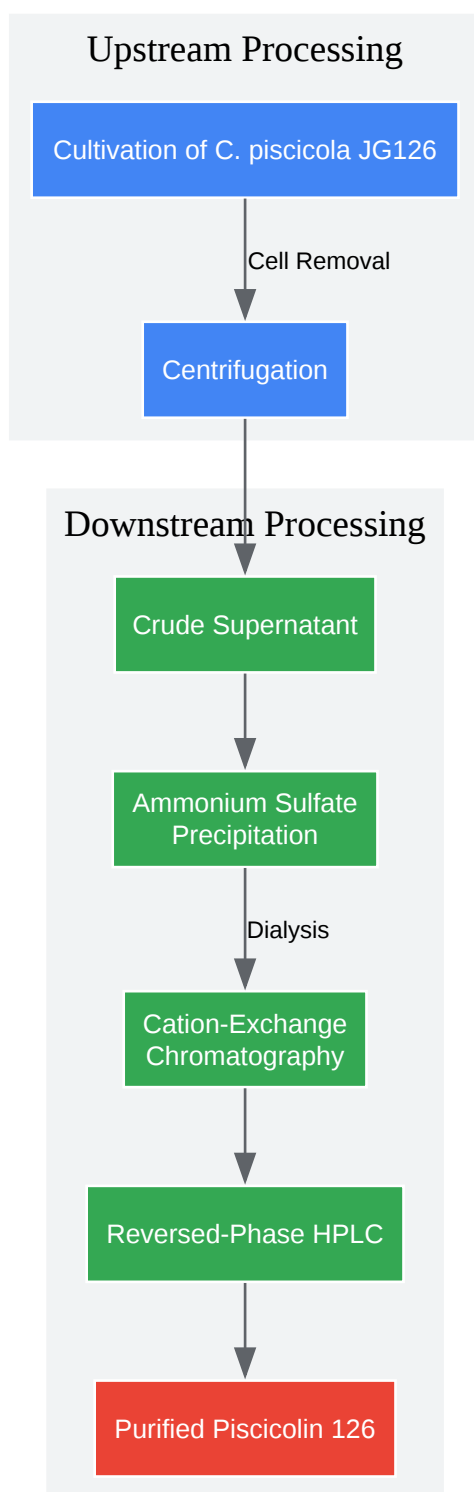 Upstream Processing
Cultivation of C. piscicola JG126
Cell Removal
Centrifugation
Downstream Processing
Crude Supernatant
Ammonium Sulfate
Precipitation
Dialysis
Cation-Exchange
Chromatography
Reversed-Phase HPLC
Purified Piscicolin 126